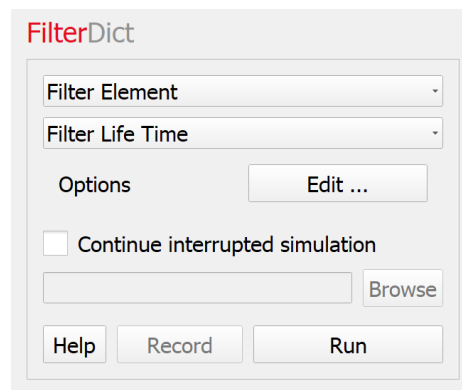 FilterDict
Filter Element
Filter Life Time
Options Edit ...
Continue interrupted simulation
Browse
Help Record Run